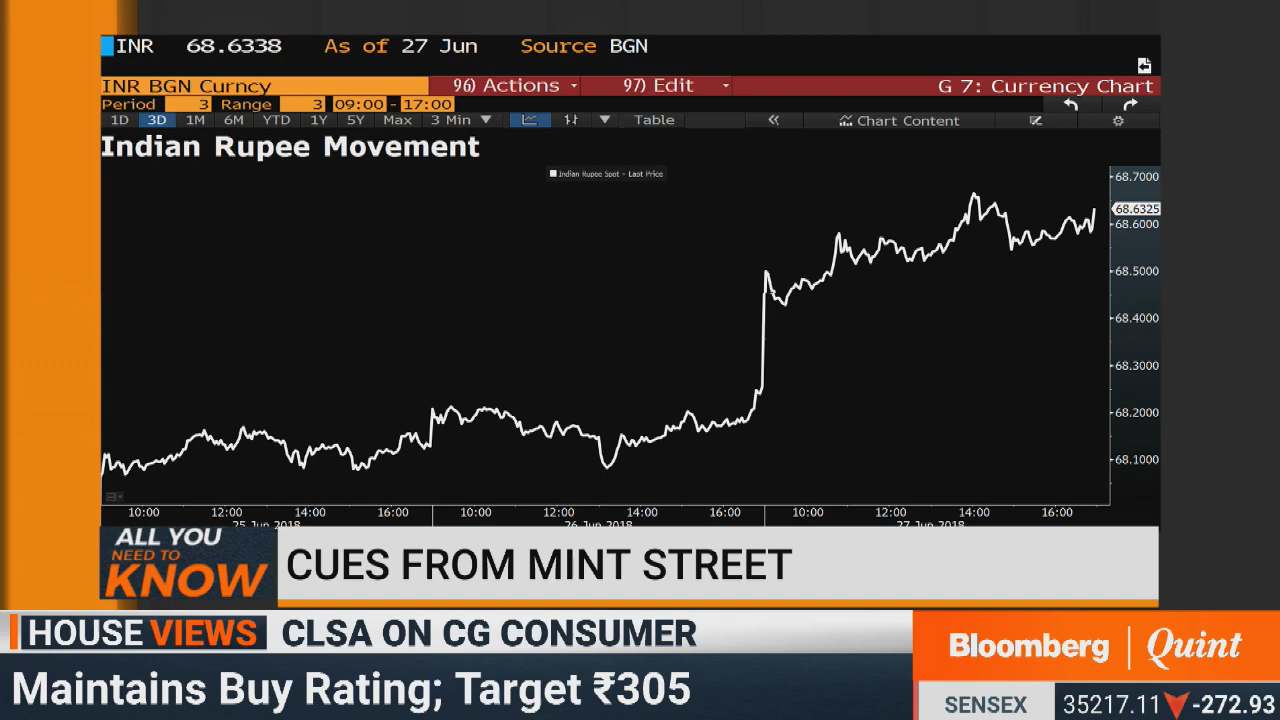 INR 68.6338 As of 27 Jun Source BGN
INR BGN Curncy 96) Actions 97) Edit G 7: Currency Chart
Period 3 Range 3 09:00 - 17:00
1D 3D 1M 6M YTD 1Y 5Y Max 3 Min Table « Chart Content
Indian Rupee Movement
Indian Rupee Spot - Last Price
68.7000
68.6325
68.6000
68.5000
68.4000
68.3000
68.2000
68.1000
10:00 12:00 14:00 16:00 10:00 12:00 14:00 16:00 10:00 12:00 14:00 16:00
25 Jun 2018 26 Jun 2018 27 Jun 2018
ALL YOU
NEED TO
KNOW
CUES FROM MINT STREET
HOUSE VIEWS CLSA ON CG CONSUMER
Maintains Buy Rating; Target ₹305
Bloomberg | Quint
SENSEX 35217.11 -272.93